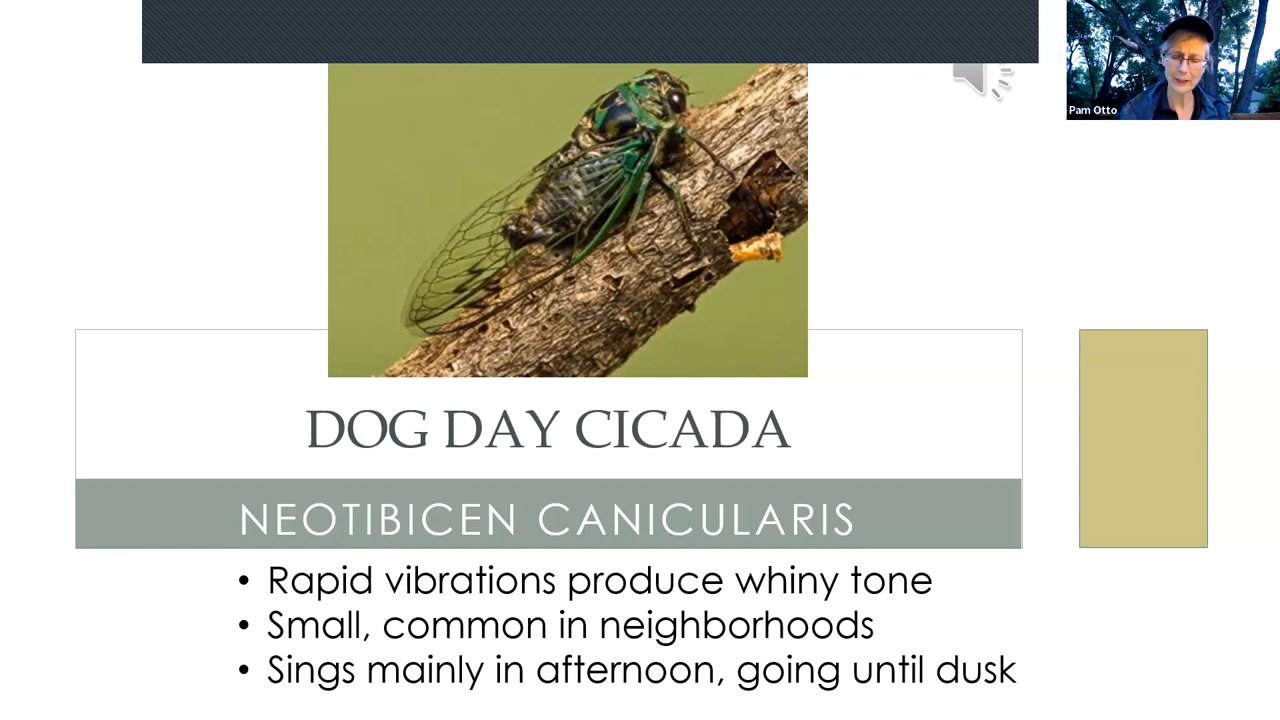 Pam Otto
DOG DAY CICADA
NEOTIBICEN CANICULARIS
• Rapid vibrations produce whiny tone
• Small, common in neighborhoods
• Sings mainly in afternoon, going until dusk